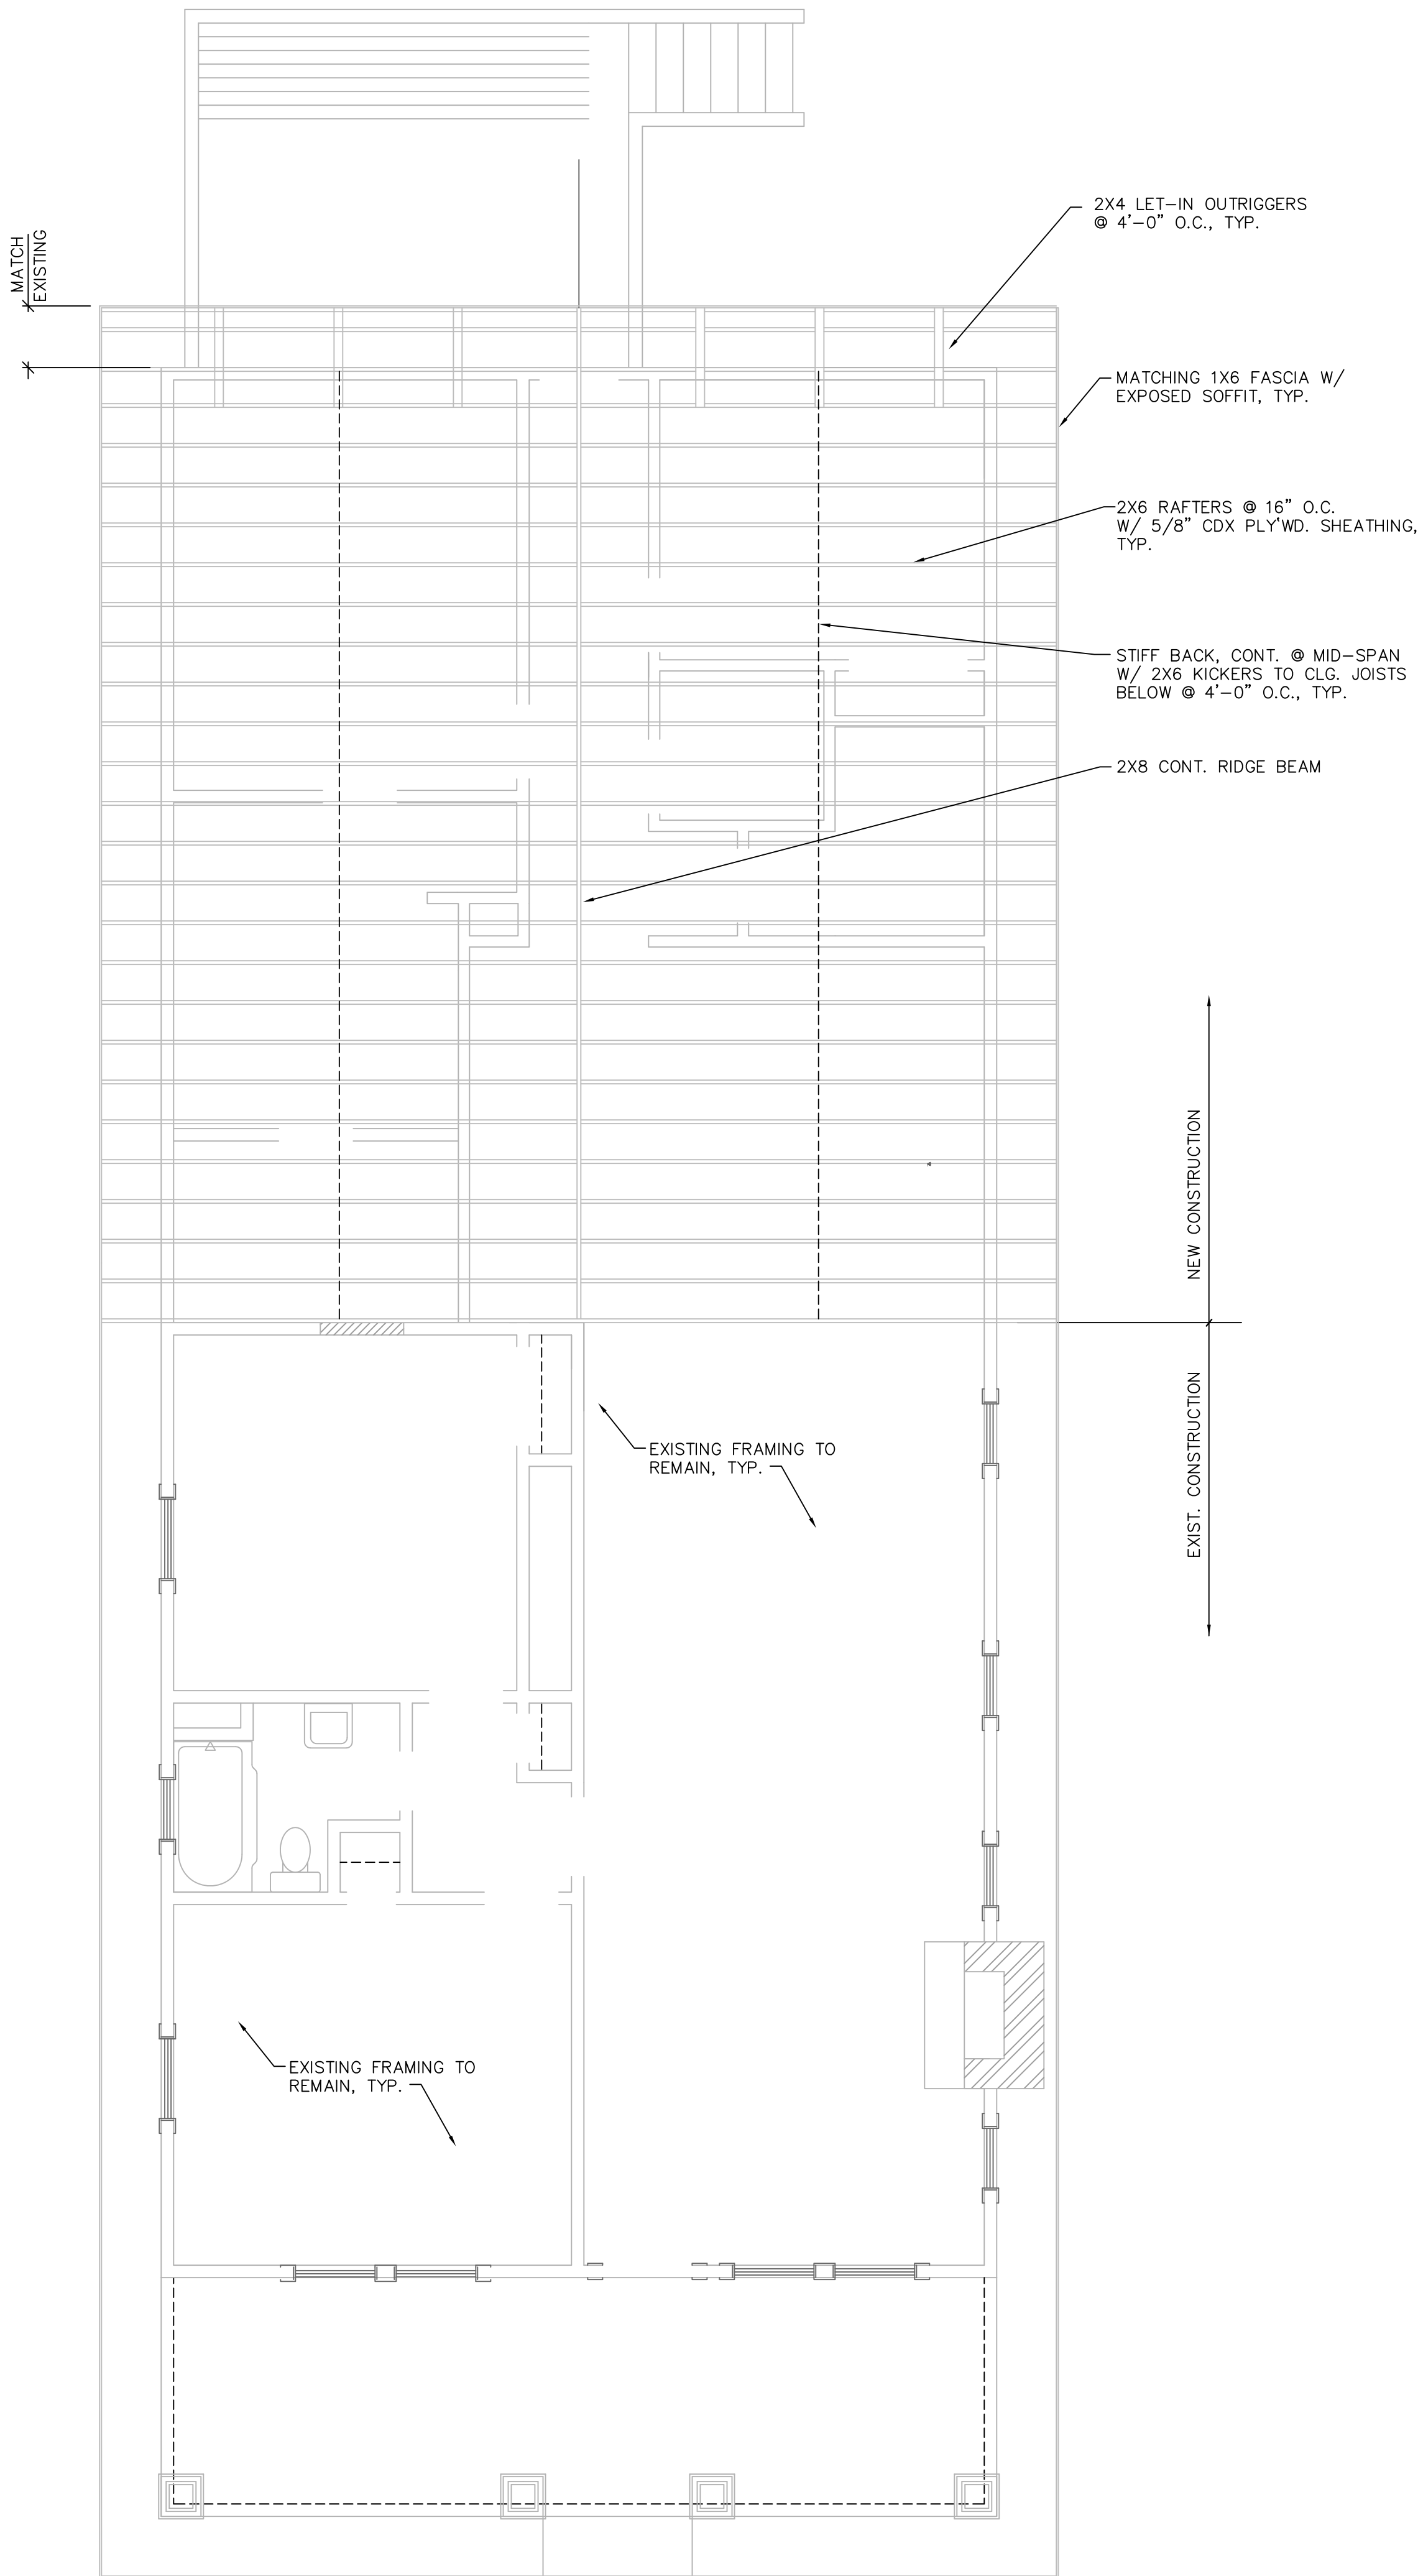 2X4 LET-IN OUTRIGGERS
@ 4'-0" O.C., TYP.
MATCH
EXISTING
MATCHING 1X6 FASCIA W/
EXPOSED SOFFIT, TYP.
2X6 RAFTERS @ 16" O.C.
W/ 5/8" CDX PLY'WD. SHEATHING,
TYP.
STIFF BACK, CONT. @ MID-SPAN
W/ 2X6 KICKERS TO CLG. JOISTS
BELOW @ 4'-0" O.C., TYP.
2X8 CONT. RIDGE BEAM
NEW CONSTRUCTION
EXIST. CONSTRUCTION
EXISTING FRAMING TO
REMAIN, TYP.
EXISTING FRAMING TO
REMAIN, TYP.